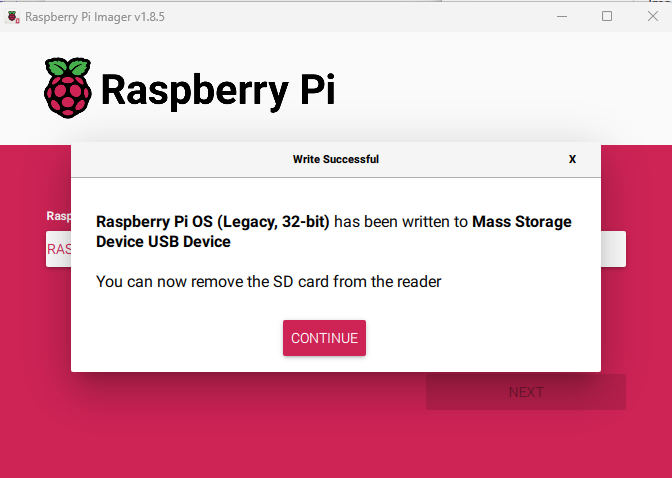 Raspberry Pi Imager v1.8.5
Raspberry Pi
Write Successful
X
Rasp
RAS
Raspberry Pi OS (Legacy, 32-bit) has been written to Mass Storage
Device USB Device
You can now remove the SD card from the reader
CONTINUE
NEXT